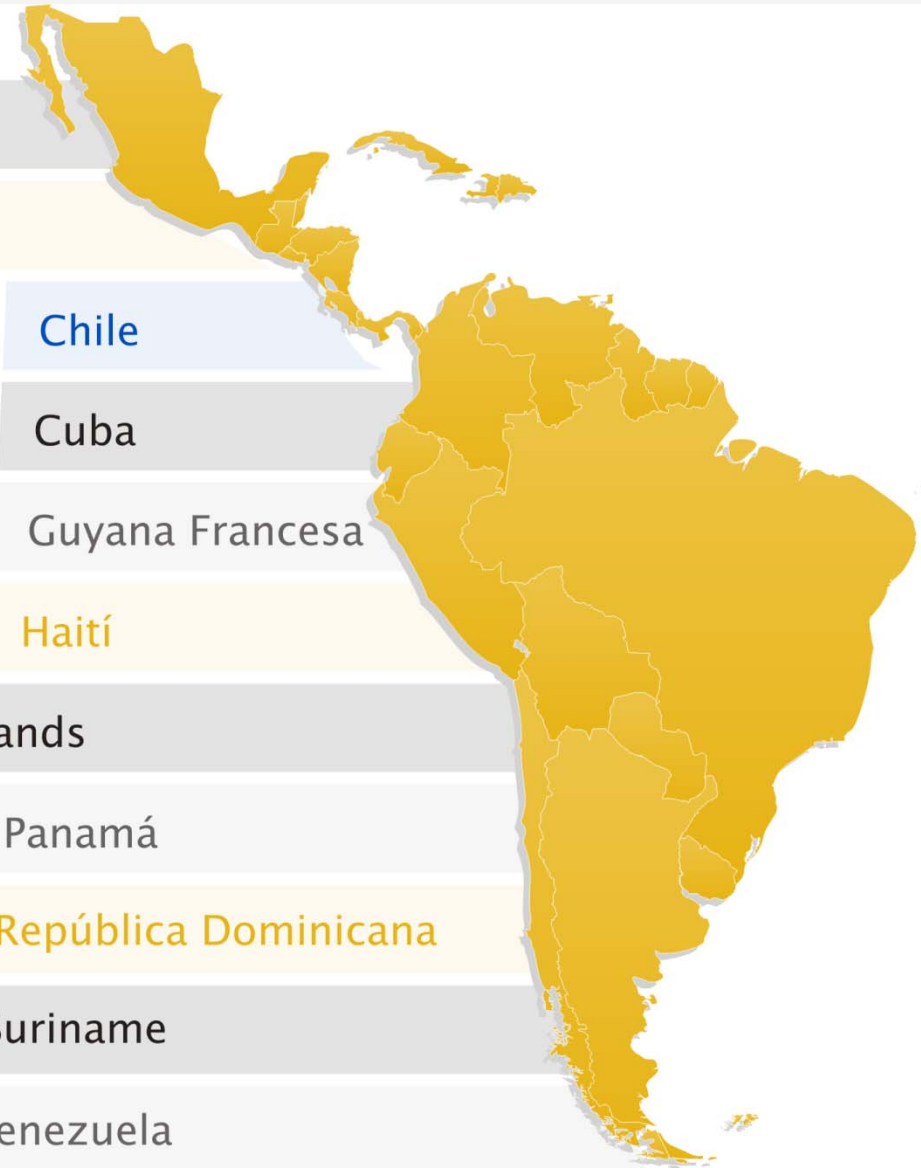 Chile
Cuba
Guyana Francesa
Haití
ands
Panamá
República Dominicana
uriname
enezuela